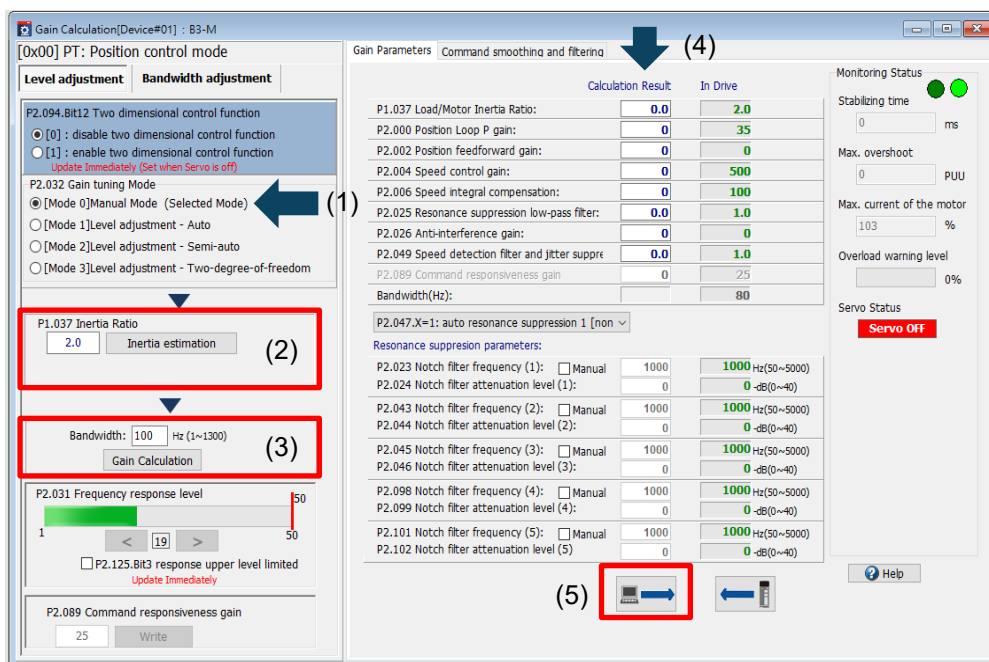 Gain Calculation[Device#01] : B3-M
[0x00] PT: Position control mode
Level adjustment Bandwidth adjustment
P2.094.Bit12 Two dimensional control function
[0] : disable two dimensional control function
[1] : enable two dimensional control function
Update Immediately (Set when Servo is off)
P2.032 Gain tuning Mode
[Mode 0]Manual Mode (Selected Mode)
(1)
[Mode 1]Level adjustment - Auto
[Mode 2]Level adjustment - Semi-auto
[Mode 3]Level adjustment - Two-degree-of-freedom
P1.037 Inertia Ratio
2.0 Inertia estimation
(2)
Bandwidth: 100 Hz (1~1300)
Gain Calculation
(3)
P2.031 Frequency response level
50
1 < 19 > 50
P2.125.Bit3 response upper level limited
Update Immediately
P2.089 Command responsiveness gain
25 Write
Gain Parameters Command smoothing and filtering
(4)
Calculation Result In Drive
P1.037 Load/Motor Inertia Ratio: 0.0 2.0
P2.000 Position Loop P gain: 0 35
P2.002 Position feedforward gain: 0 0
P2.004 Speed control gain: 0 500
P2.006 Speed integral compensation: 0 100
P2.025 Resonance suppression low-pass filter: 0.0 1.0
P2.026 Anti-interference gain: 0 0
P2.049 Speed detection filter and jitter suppre 0.0 1.0
P2.089 Command responsiveness gain 0 25
Bandwidth(Hz): 80
P2.047.X=1: auto resonance suppression 1 [non
Resonance suppresion parameters:
P2.023 Notch filter frequency (1): Manual 1000 1000 Hz(50~5000)
P2.024 Notch filter attenuation level (1): 0 0 -dB(0~40)
P2.043 Notch filter frequency (2): Manual 1000 1000 Hz(50~5000)
P2.044 Notch filter attenuation level (2): 0 0 -dB(0~40)
P2.045 Notch filter frequency (3): Manual 1000 1000 Hz(50~5000)
P2.046 Notch filter attenuation level (3): 0 0 -dB(0~40)
P2.098 Notch filter frequency (4): Manual 1000 1000 Hz(50~5000)
P2.099 Notch filter attenuation level (4): 0 0 -dB(0~40)
P2.101 Notch filter frequency (5): Manual 1000 1000 Hz(50~5000)
P2.102 Notch filter attenuation level (5) 0 0 -dB(0~40)
(5)
Monitoring Status
Stabilizing time
0 ms
Max. overshoot
0 PUU
Max. current of the motor
103 %
Overload warning level
0%
Servo Status
Servo OFF
Help